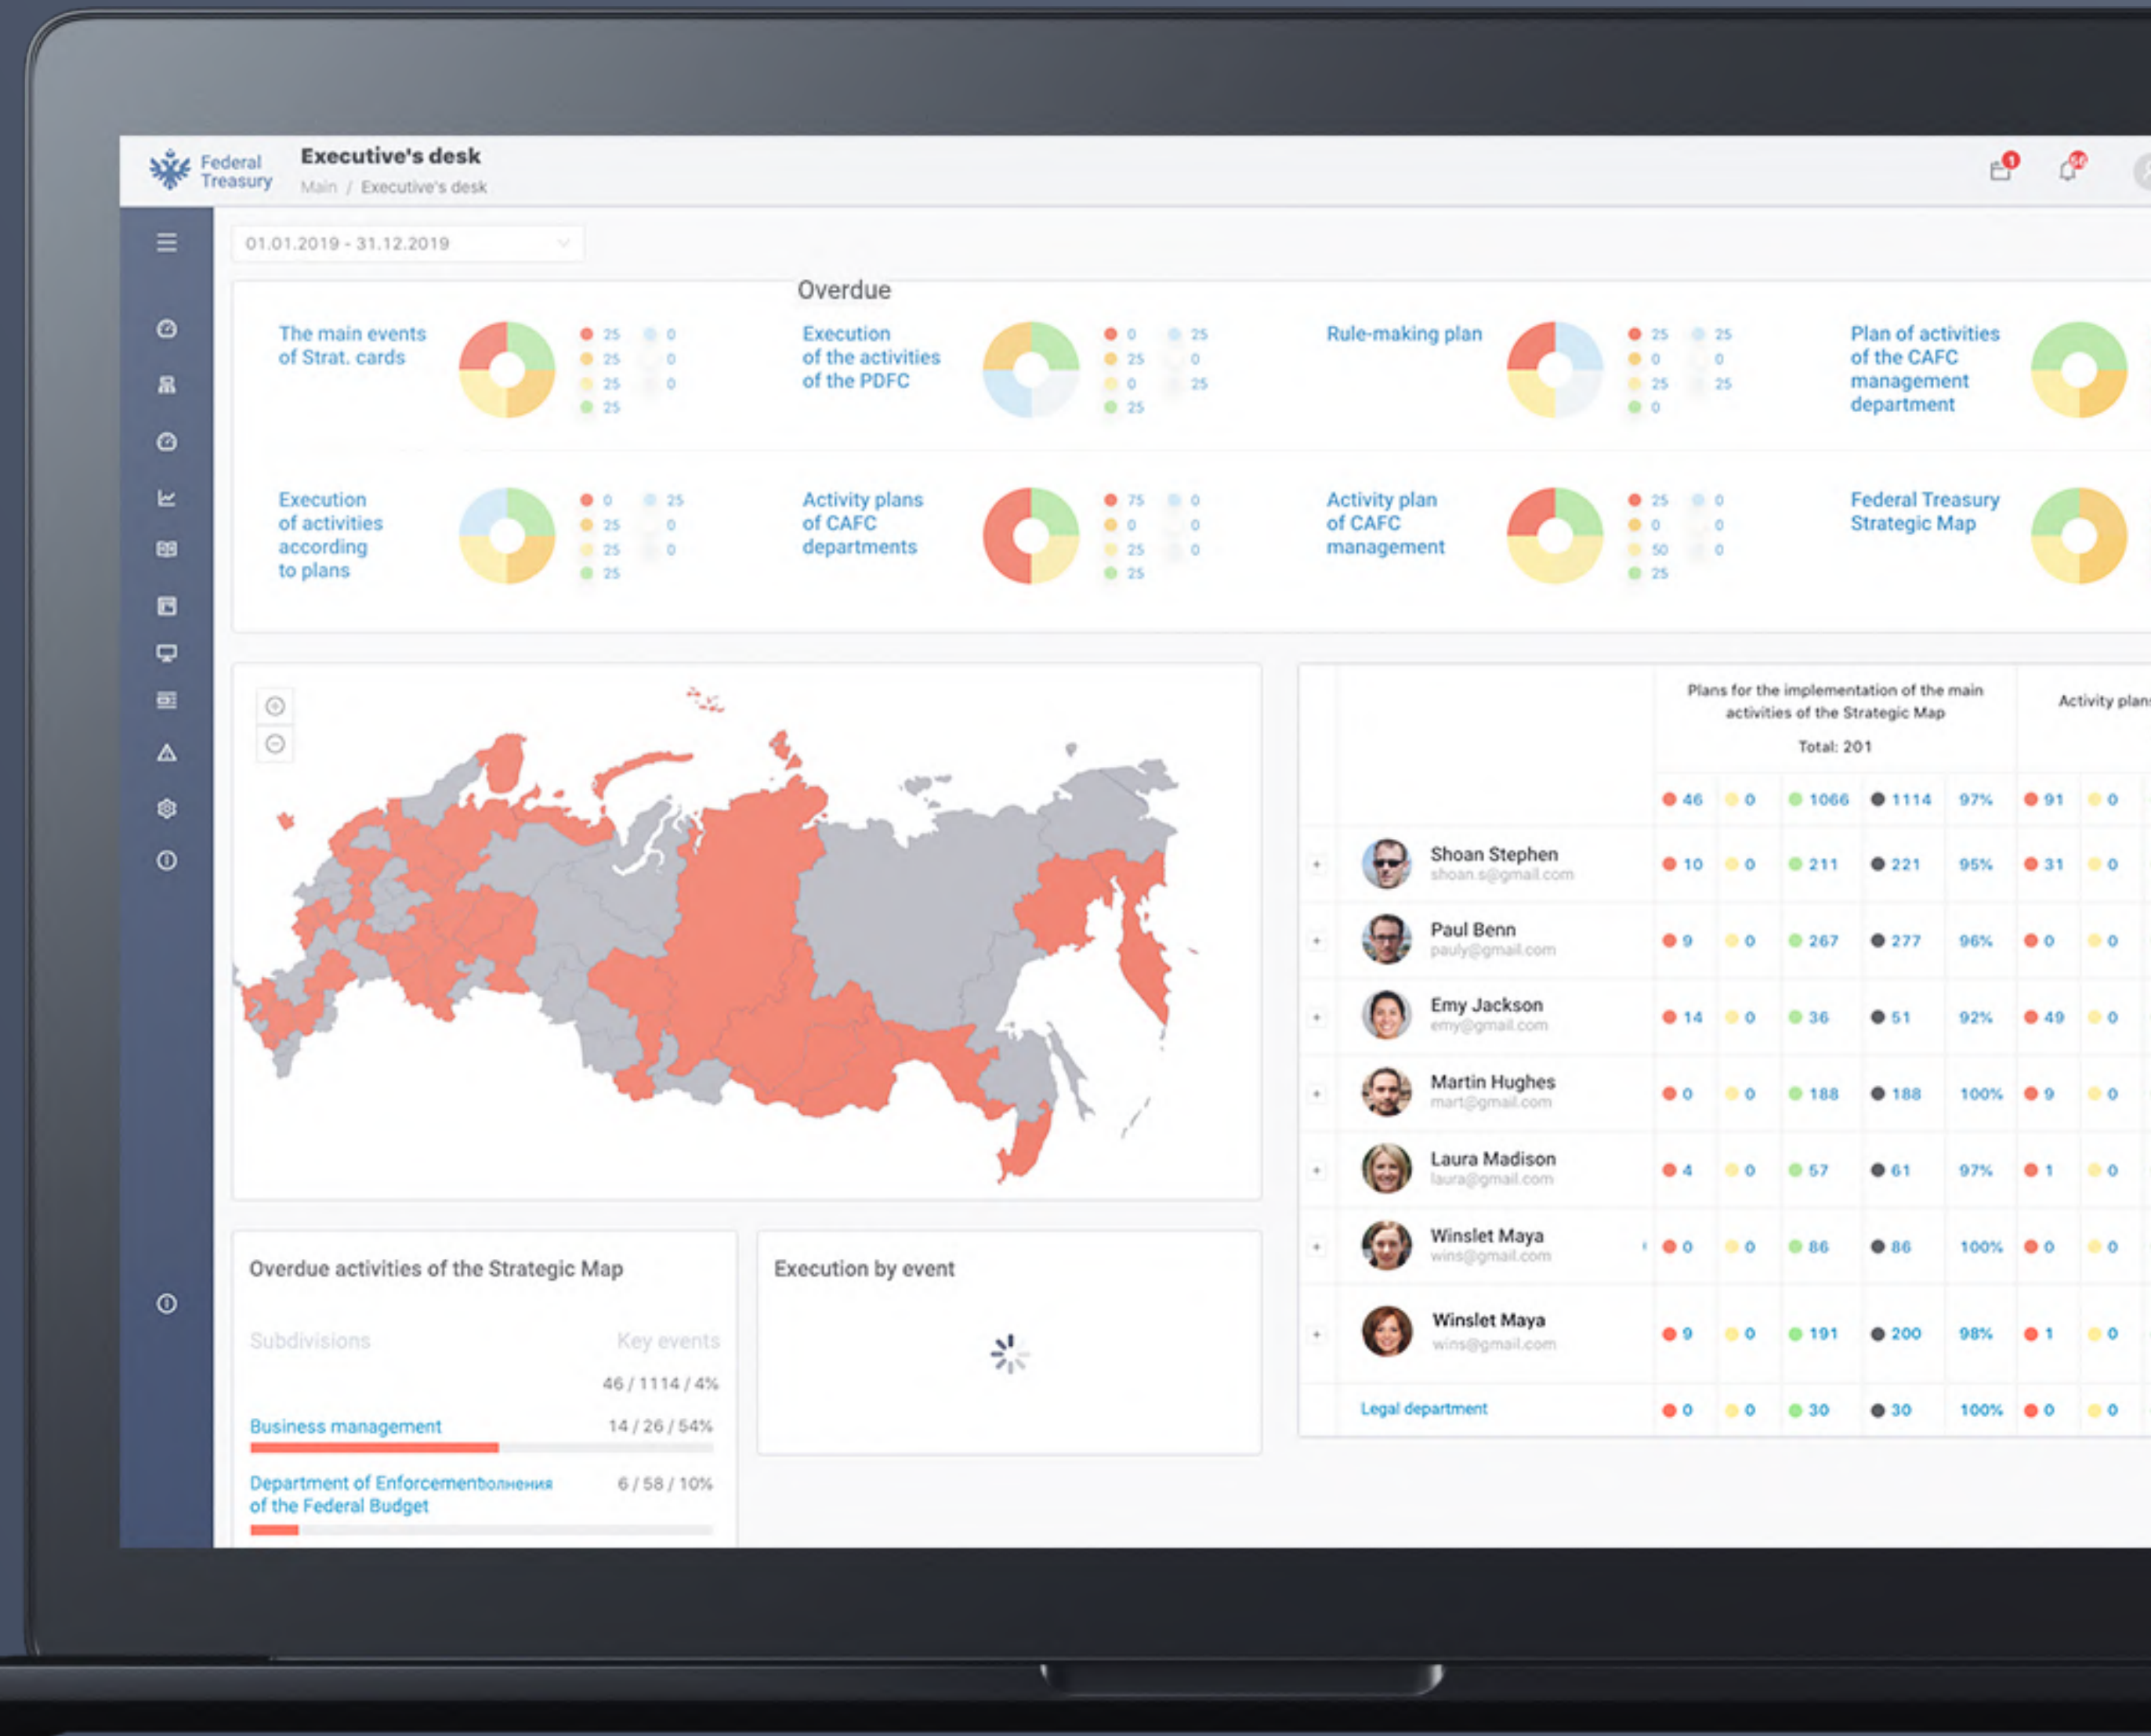 Federal
Treasury
Executive's desk
Main / Executive's desk
1
01.01.2019 - 31.12.2019
Overdue
The main events
of Strat. cards
25 0
25 0
25 0
25
Execution
of the activities
of the PDFC
0 25
25 0
0 25
25
Rule-making plan
25 25
0 0
25 25
0
Plan of activities
of the CAFC
management
department
Execution
of activities
according
to plans
0 25
25 0
25 0
25
Activity plans
of CAFC
departments
75 0
0 0
25 0
25
Activity plan
of CAFC
management
25 0
0 0
50 0
25
Federal Treasury
Strategic Map
Plans for the implementation of the main
activities of the Strategic Map
Total: 201
Activity plans
46 0 1066 1114 97% 91 0
Shoan Stephen
shoan.s@gmail.com
10 0 211 221 95% 31 0
Paul Benn
pauly@gmail.com
9 0 267 277 96% 0 0
Emy Jackson
emy@gmail.com
14 0 36 51 92% 49 0
Martin Hughes
mart@gmail.com
0 0 188 188 100% 9 0
Laura Madison
laura@gmail.com
4 0 57 61 97% 1 0
Winslet Maya
wins@gmail.com
0 0 86 86 100% 0 0
Winslet Maya
wins@gmail.com
9 0 191 200 98% 1 0
Legal department
0 0 30 30 100% 0 0
Overdue activities of the Strategic Map
Subdivisions Key events
46 / 1114 / 4%
Business management 14 / 26 / 54%
Department of Enforcementолнения 6 / 58 / 10%
of the Federal Budget
Execution by event